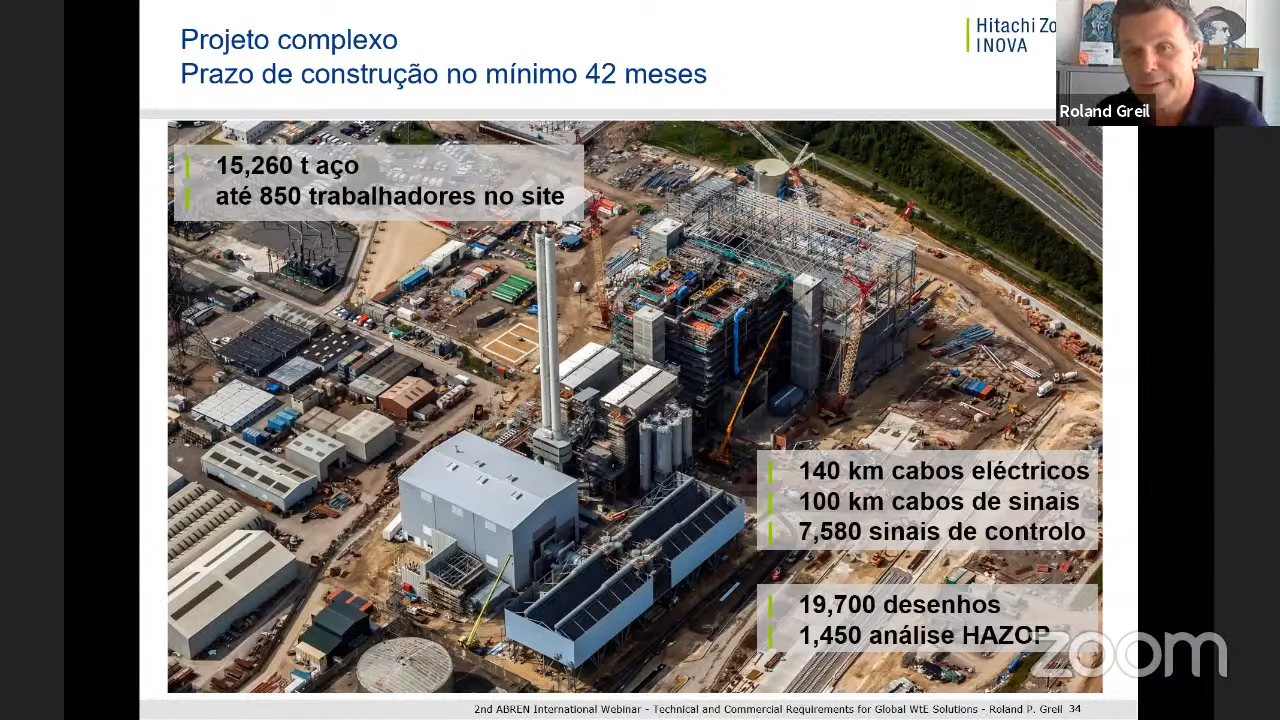 Projeto complexo
Prazo de construção no mínimo 42 meses
Hitachi Zo
INOVA
Roland Greil
15,260 t aço
até 850 trabalhadores no site
140 km cabos eléctricos
100 km cabos de sinais
7,580 sinais de controlo
19,700 desenhos
1,450 análise HAZOP
zoom
2nd ABREN International Webinar - Technical and Commercial Requirements for Global WtE Solutions - Roland P. Greil 34